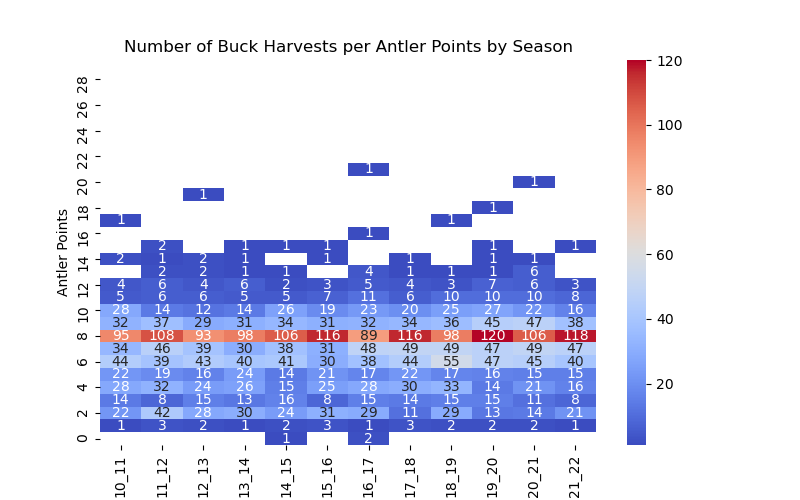 Number of Buck Harvests per Antler Points by Season
28
26
24
22
1
20 1
1
18 1
1 1
16 1
2 1 1 1 1 1
14 2 1 2 1 1 1 1 1
2 2 1 1 4 1 1 1 6
12 4 6 4 6 2 3 5 4 3 7 6 3
5 6 6 5 5 7 11 6 10 10 10 8
10 28 14 12 14 26 19 23 20 25 27 22 16
32 37 29 31 34 31 32 34 36 45 47 38
8 95 108 93 98 106 116 89 116 98 120 106 118
34 46 39 30 38 31 48 49 49 47 49 47
6 44 39 43 40 41 30 38 44 55 47 45 40
22 19 16 24 14 21 17 22 17 16 15 15
4 28 32 24 26 15 25 28 30 33 14 21 16
14 8 15 13 16 8 15 14 15 15 11 8
2 22 42 28 30 24 31 29 11 29 13 14 21
1 3 2 1 2 3 1 3 2 2 2 1
0 1 2
Antler Points
10_11 11_12 12_13 13_14 14_15 15_16 16_17 17_18 18_19 19_20 20_21 21_22
120
100
80
60
40
20